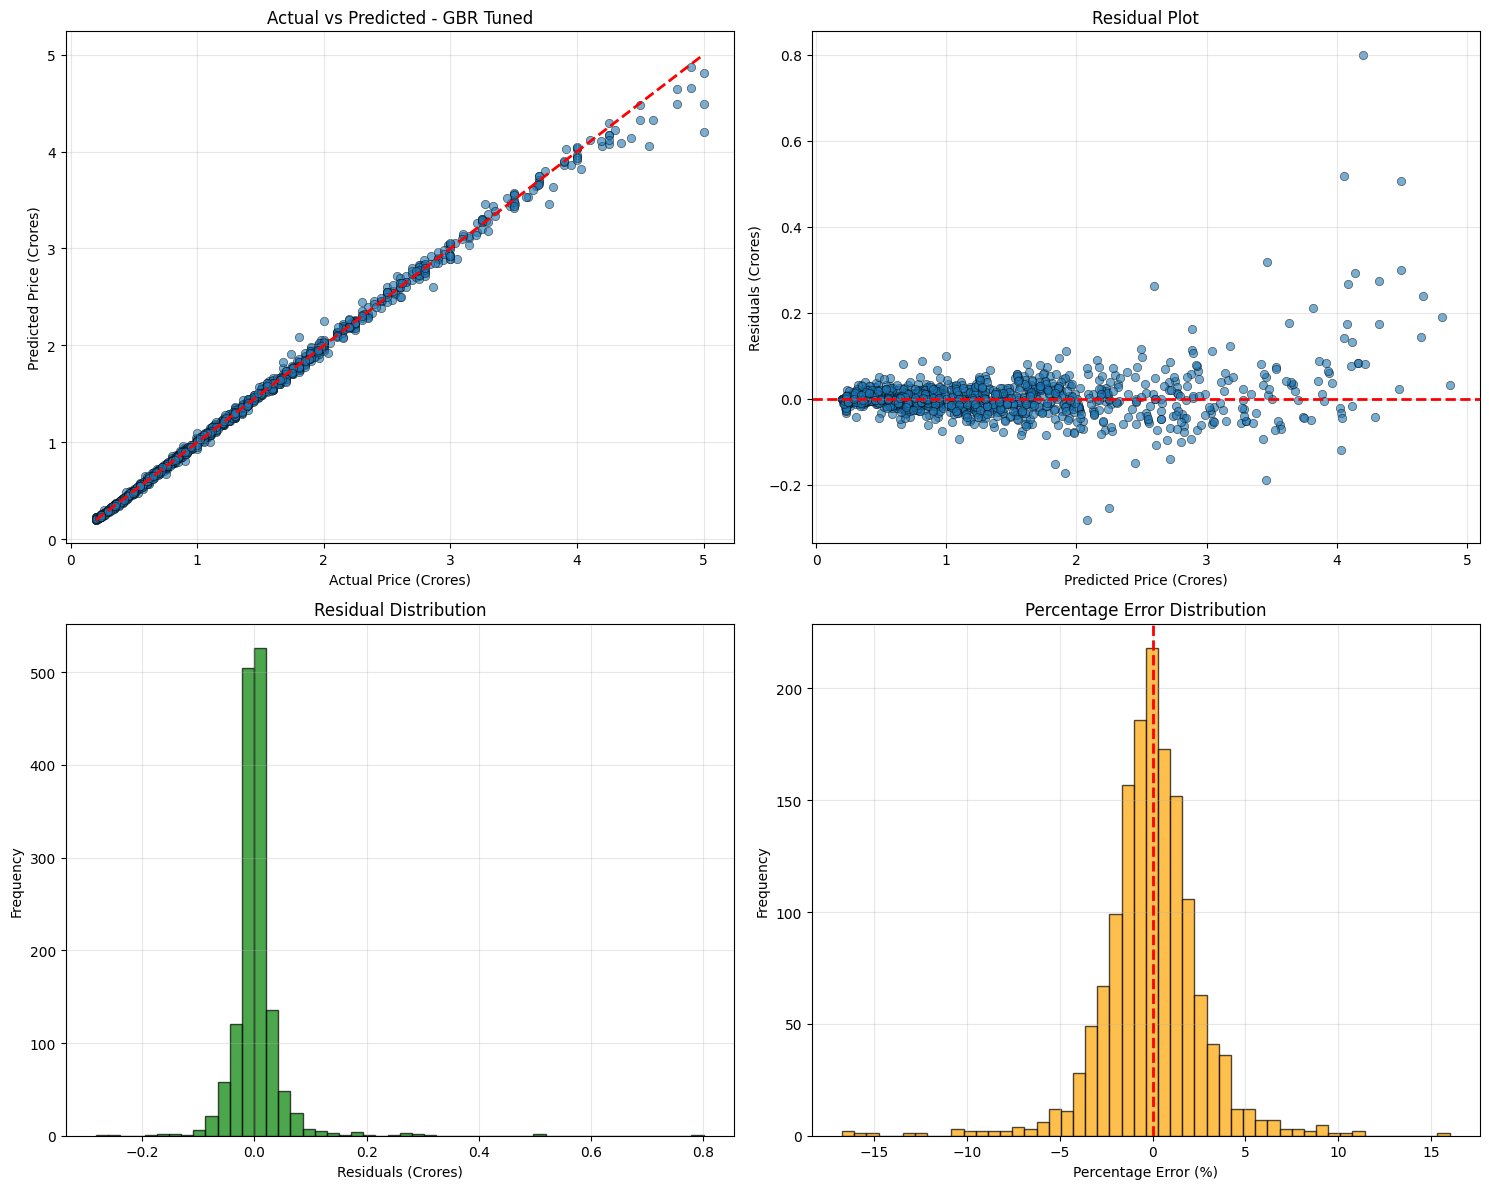 Actual vs Predicted - GBR Tuned
Predicted Price (Crores)
5
4
3
2
1
0
0 1 2 3 4 5
Actual Price (Crores)
Residual Plot
Residuals (Crores)
0.8
0.6
0.4
0.2
0.0
−0.2
0 1 2 3 4 5
Predicted Price (Crores)
Residual Distribution
Frequency
500
400
300
200
100
0
−0.2 0.0 0.2 0.4 0.6 0.8
Residuals (Crores)
Percentage Error Distribution
Frequency
200
150
100
50
0
−15 −10 −5 0 5 10 15
Percentage Error (%)